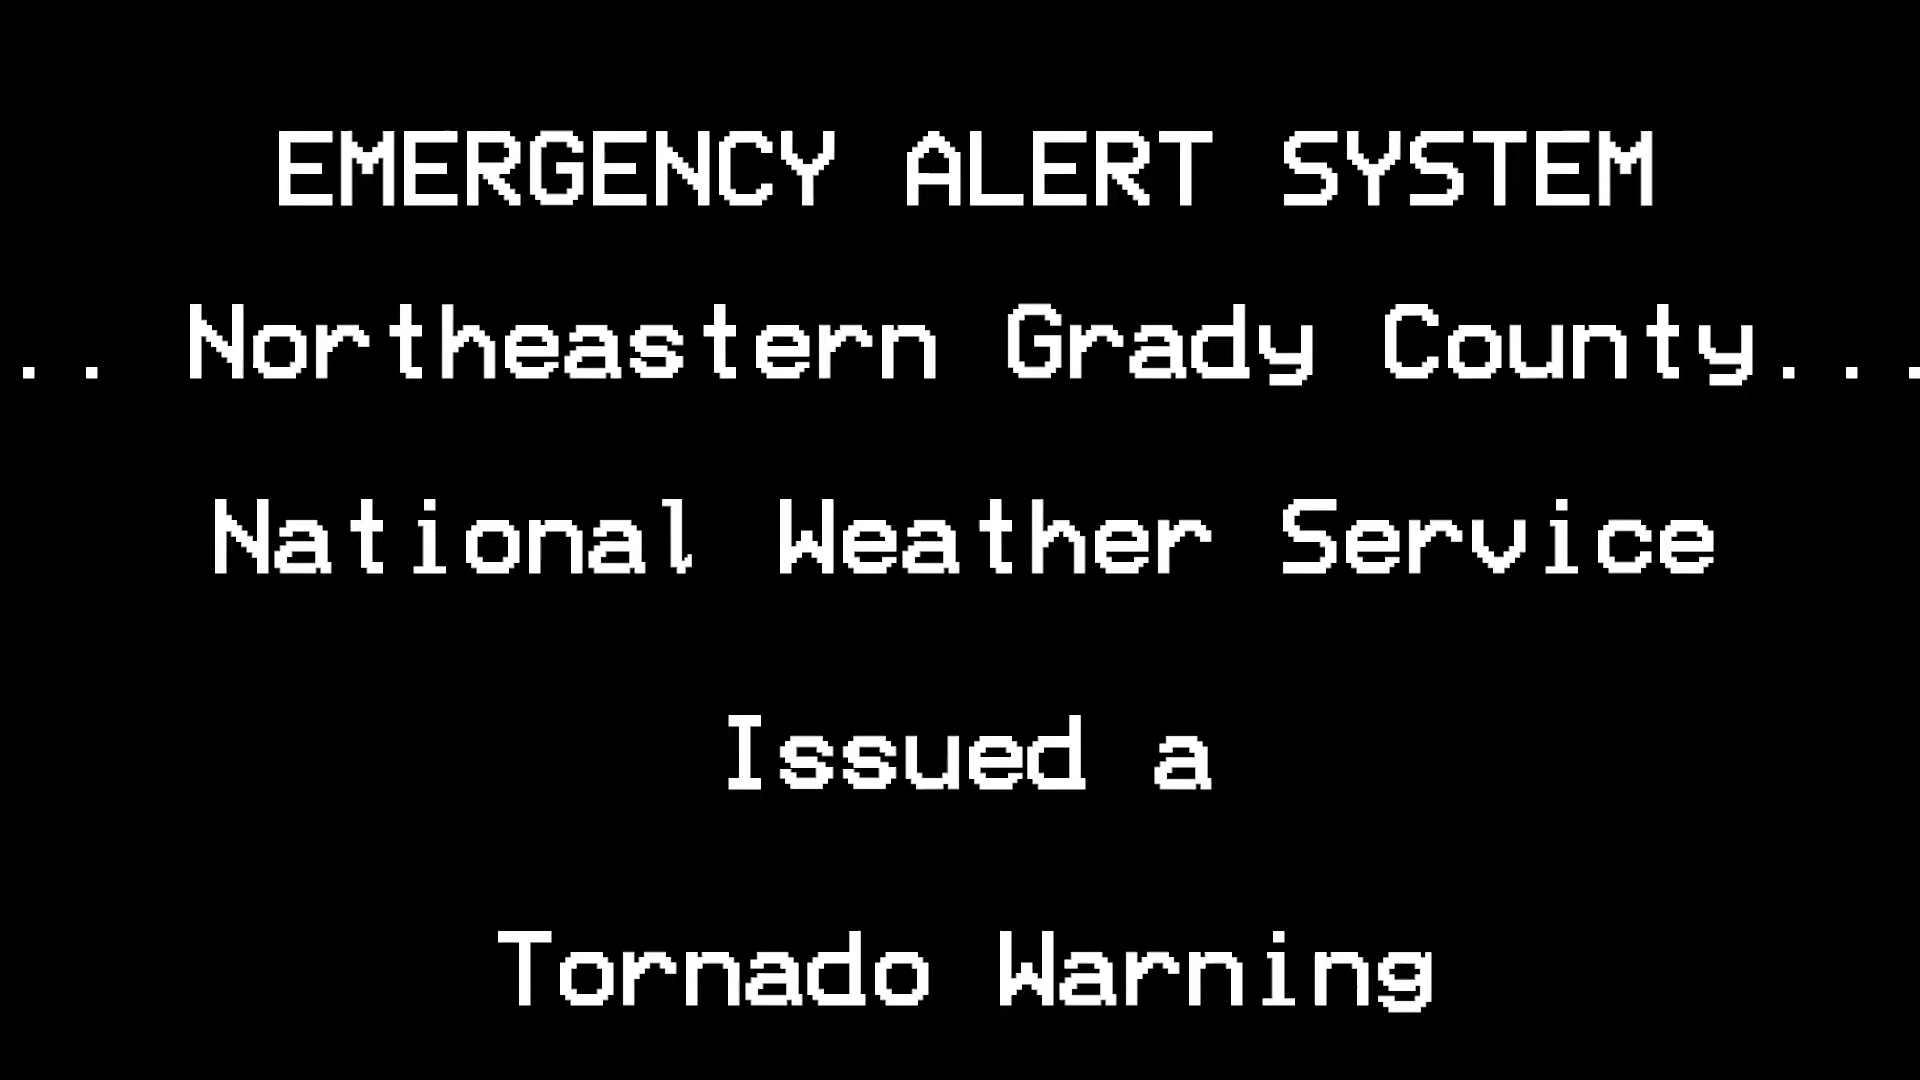 EMERGENCY ALERT SYSTEM
.. Northeastern Grady County...
National Weather Service
Issued a
Tornado Warning